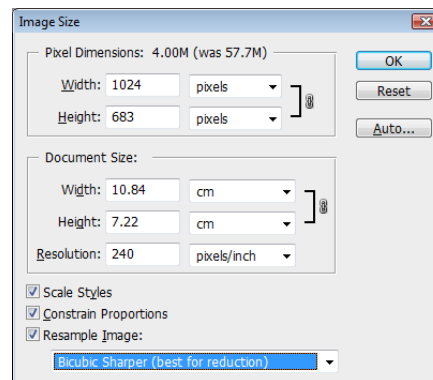 Image Size
Pixel Dimensions: 4.00M (was 57.7M)
Width: 1024 pixels
Height: 683 pixels
OK
Reset
Auto...
Document Size:
Width: 10.84 cm
Height: 7.22 cm
Resolution: 240 pixels/inch
Scale Styles
Constrain Proportions
Resample Image:
Bicubic Sharper (best for reduction)